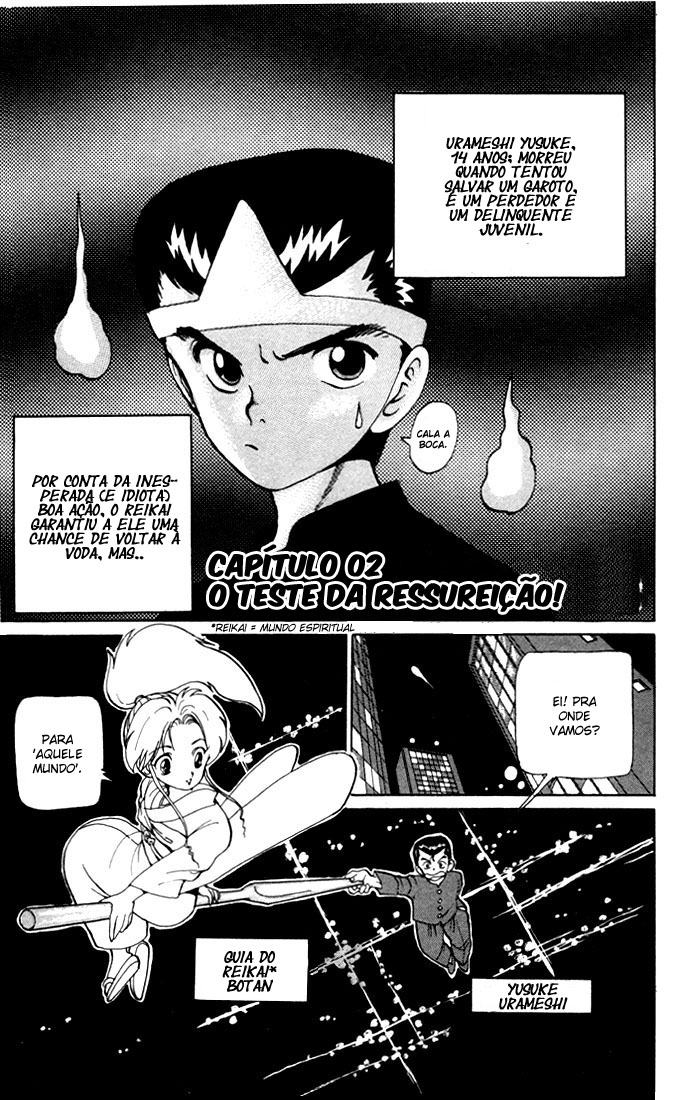 URAMESHI YUSUKE,
14 ANOS; MORREU
QUANDO TENTOU
SALVAR UM GAROTO,
É UM PERDEDOR E
UM DELINQUENTE
JUVENIL.
CALA A
BOCA.
POR CONTA DA INES-
PERADA (E IDIOTA)
BOA AÇÃO, O REIKAI
GARANTIU A ELE UMA
CHANCE DE VOLTAR À
VODA, MAS..
CAPÍTULO 02
O TESTE DA RESSUREIÇÃO!
*REIKAI = MUNDO ESPIRITUAL
EI! PRA
ONDE
VAMOS?
PARA
'AQUELE
MUNDO'.
GUIA DO
REIKAI*
BOTAN
YUSUKE
URAMESHI